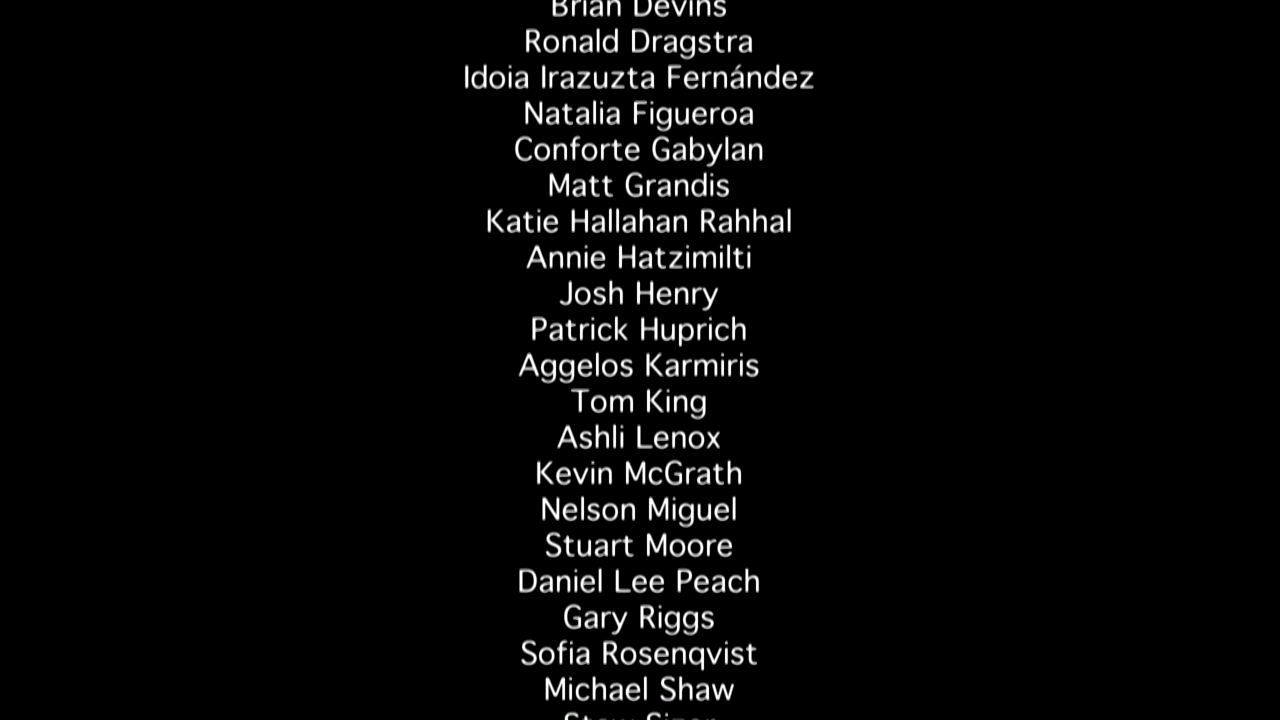 Brian Devins
Ronald Dragstra
Idoia Irazuzta Fernández
Natalia Figueroa
Conforte Gabylan
Matt Grandis
Katie Hallahan Rahhal
Annie Hatzimilti
Josh Henry
Patrick Huprich
Aggelos Karmiris
Tom King
Ashli Lenox
Kevin McGrath
Nelson Miguel
Stuart Moore
Daniel Lee Peach
Gary Riggs
Sofia Rosenqvist
Michael Shaw